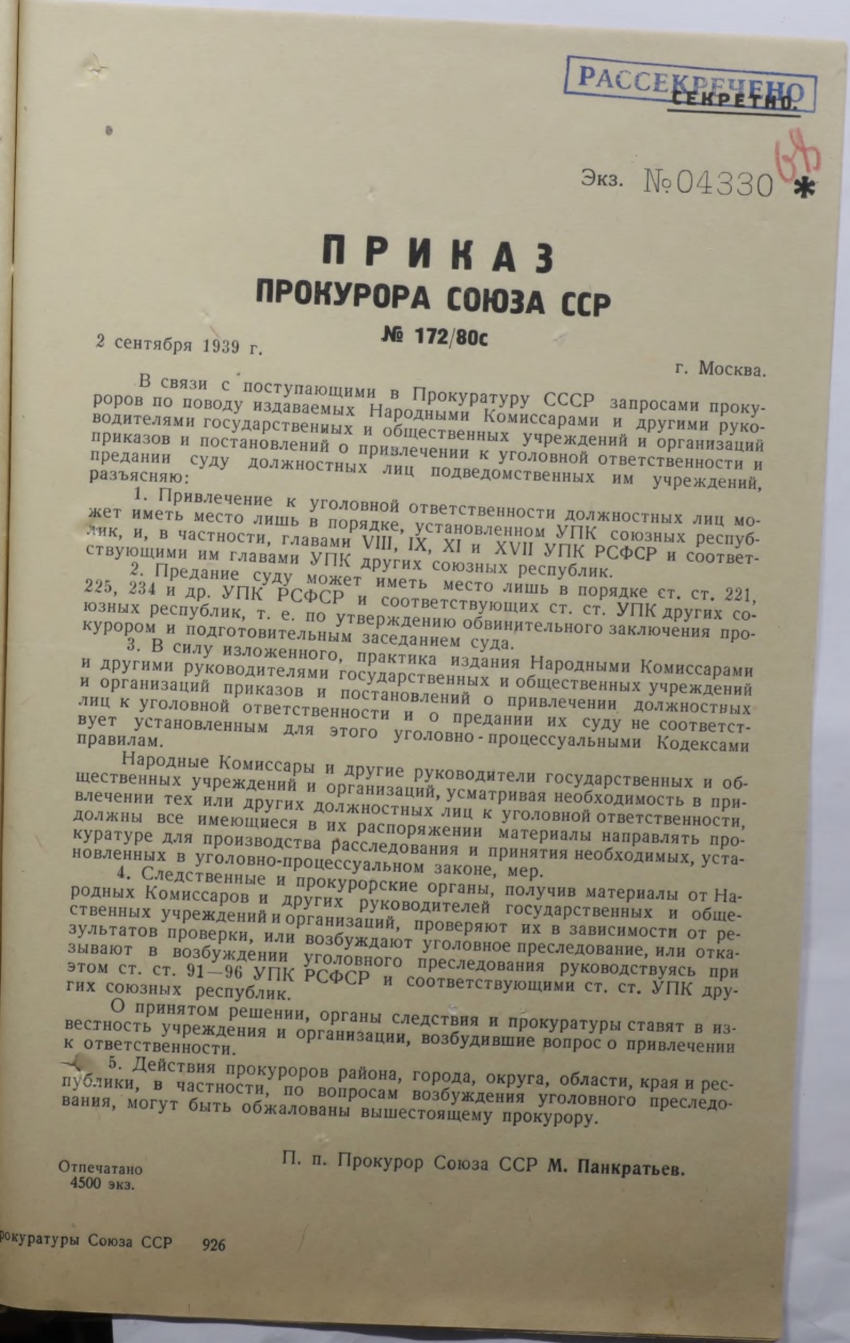 РАССЕКРЕЧЕНО
СЕКРЕТНО.
68
Экз. №04330 *
ПРИКАЗ
ПРОКУРОРА СОЮЗА ССР
№ 172/80с
2 сентября 1939 г.
г. Москва.
В связи с поступающими в Прокуратуру СССР запросами проку-
роров по поводу издаваемых Народными Комиссарами и другими руко-
водителями государственных и общественных учреждений и организаций
приказов и постановлений о привлечении к уголовной ответственности и
предании суду должностных лиц подведомственных им учреждений,
разъясняю:
1. Привлечение к уголовной ответственности должностных лиц мо-
жет иметь место лишь в порядке, установленном УПК союзных респуб-
лик, и, в частности, главами VIII, IX, XI и XVII УПК РСФСР и соответ-
ствующими им главами УПК других союзных республик.
2. Предание суду может иметь место лишь в порядке ст. ст. 221,
225, 234 и др. УПК РСФСР и соответствующих ст. ст. УПК других со-
юзных республик, т. е. по утверждению обвинительного заключения про-
курором и подготовительным заседанием суда.
3. В силу изложенного, практика издания Народными Комиссарами
и другими руководителями государственных и общественных учреждений
и организаций приказов и постановлений о привлечении должностных
лиц к уголовной ответственности и о предании их суду не соответст-
вует установленным для этого уголовно-процессуальными Кодексами
правилам.
Народные Комиссары и другие руководители государственных и об-
щественных учреждений и организаций, усматривая необходимость в при-
влечении тех или других должностных лиц к уголовной ответственности,
должны все имеющиеся в их распоряжении материалы направлять про-
куратуре для производства расследования и принятия необходимых, уста-
новленных в уголовно-процессуальном законе, мер.
4. Следственные и прокурорские органы, получив материалы от На-
родных Комиссаров и других руководителей государственных и обще-
ственных учреждений и организаций, проверяют их в зависимости от ре-
зультатов проверки, или возбуждают уголовное преследование, или отка-
зывают в возбуждении уголовного преследования руководствуясь при
этом ст. ст. 91—96 УПК РСФСР и соответствующими ст. ст. УПК дру-
гих союзных республик.
О принятом решении, органы следствия и прокуратуры ставят в из-
вестность учреждения и организации, возбудившие вопрос о привлечении
к ответственности.
5. Действия прокуроров района, города, округа, области, края и рес-
публики, в частности, по вопросам возбуждения уголовного преследо-
вания, могут быть обжалованы вышестоящему прокурору.
П. п. Прокурор Союза ССР М. Панкратьев.
Отпечатано
4500 экз.
рокуратуры Союза ССР 926